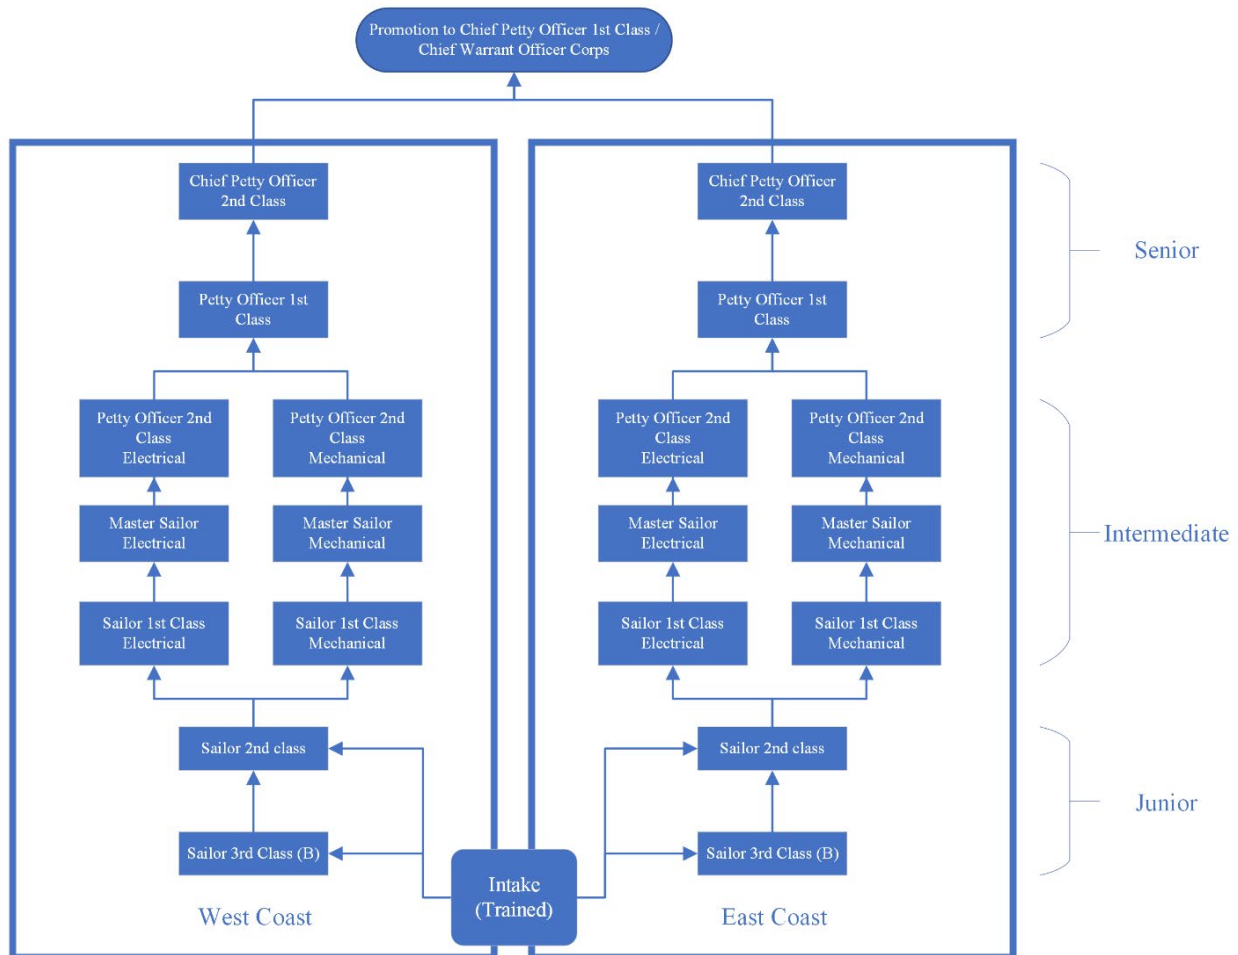 Promotion to Chief Petty Officer 1st Class /
Chief Warrant Officer Corps
Chief Petty Officer
2nd Class
Chief Petty Officer
2nd Class
Senior
Petty Officer 1st
Class
Petty Officer 1st
Class
Petty Officer 2nd
Class
Electrical
Petty Officer 2nd
Class
Mechanical
Petty Officer 2nd
Class
Electrical
Petty Officer 2nd
Class
Mechanical
Master Sailor
Electrical
Master Sailor
Mechanical
Master Sailor
Electrical
Master Sailor
Mechanical
Intermediate
Sailor 1st Class
Electrical
Sailor 1st Class
Mechanical
Sailor 1st Class
Electrical
Sailor 1st Class
Mechanical
Sailor 2nd class
Sailor 2nd class
Junior
Sailor 3rd Class (B)
Sailor 3rd Class (B)
Intake
(Trained)
West Coast
East Coast